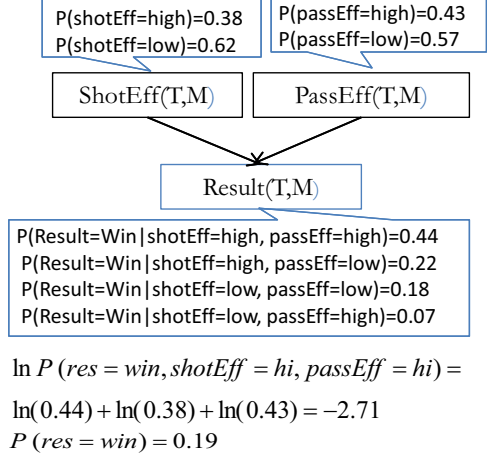 P(shotEff=high)=0.38
P(shotEff=low)=0.62
P(passEff=high)=0.43
P(passEff=low)=0.57
ShotEff(T,M)
PassEff(T,M)
Result(T,M)
P(Result=Win|shotEff=high, passEff=high)=0.44
P(Result=Win|shotEff=high, passEff=low)=0.22
P(Result=Win|shotEff=low, passEff=low)=0.18
P(Result=Win|shotEff=low, passEff=high)=0.07
ln P (res = win, shotEff = hi, passEff = hi) =
ln(0.44) + ln(0.38) + ln(0.43) = −2.71
P (res = win) = 0.19